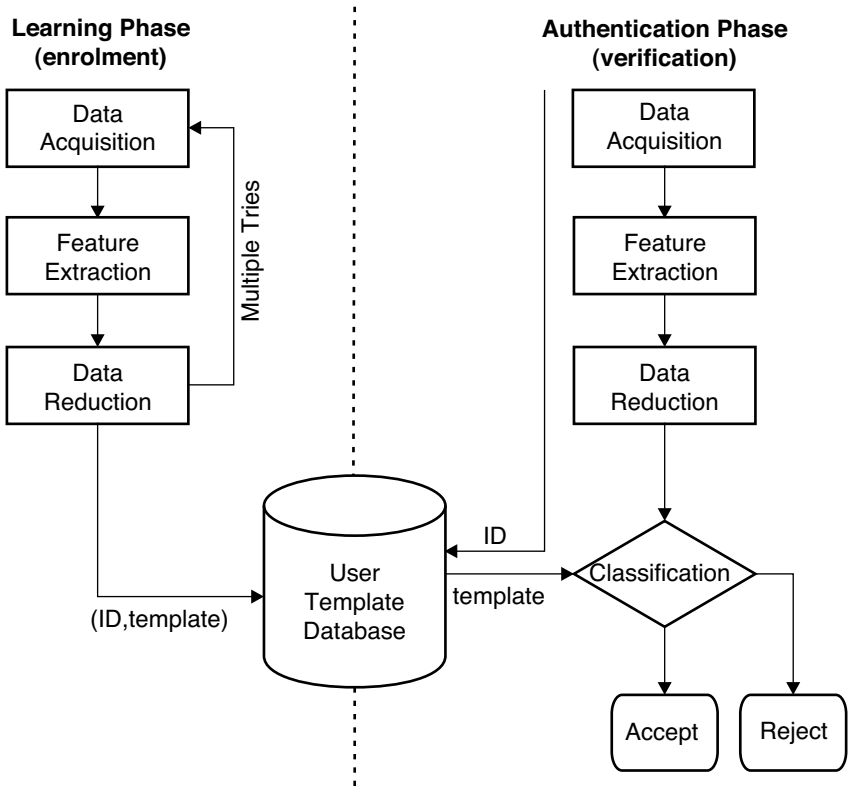 Learning Phase
(enrolment)
Data
Acquisition
Feature
Extraction
Data
Reduction
Multiple Tries
(ID,template)
User
Template
Database
Authentication Phase
(verification)
Data
Acquisition
Feature
Extraction
Data
Reduction
ID
template
Classification
Accept
Reject